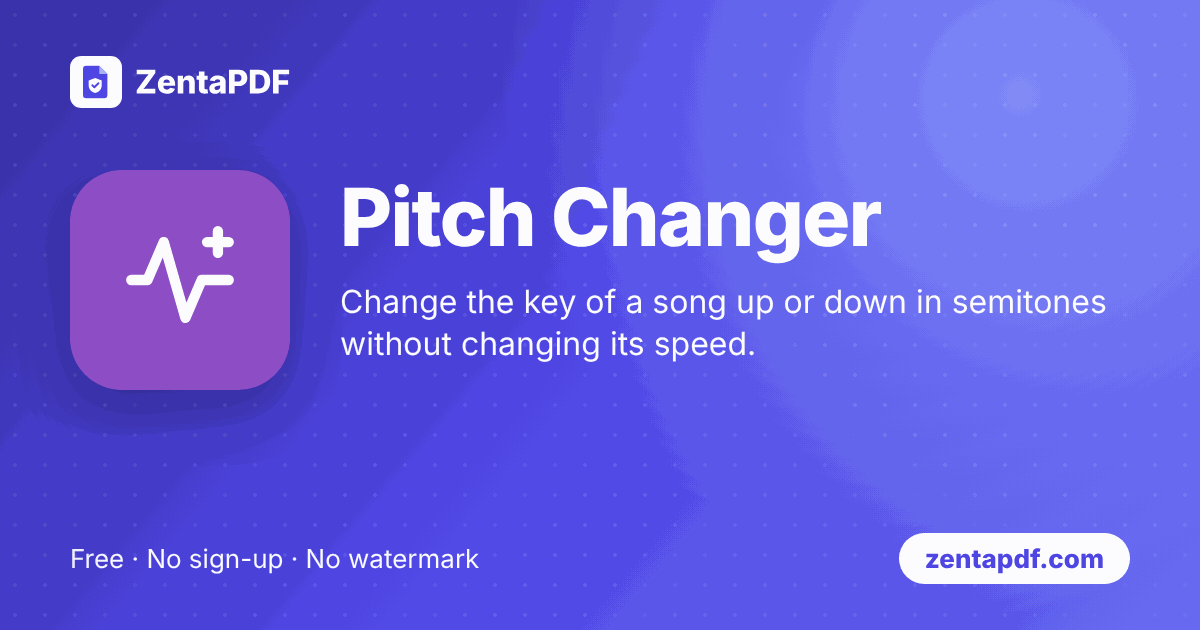 ZentaPDF
Pitch Changer
Change the key of a song up or down in semitones
without changing its speed.
Free · No sign-up · No watermark
zentapdf.com